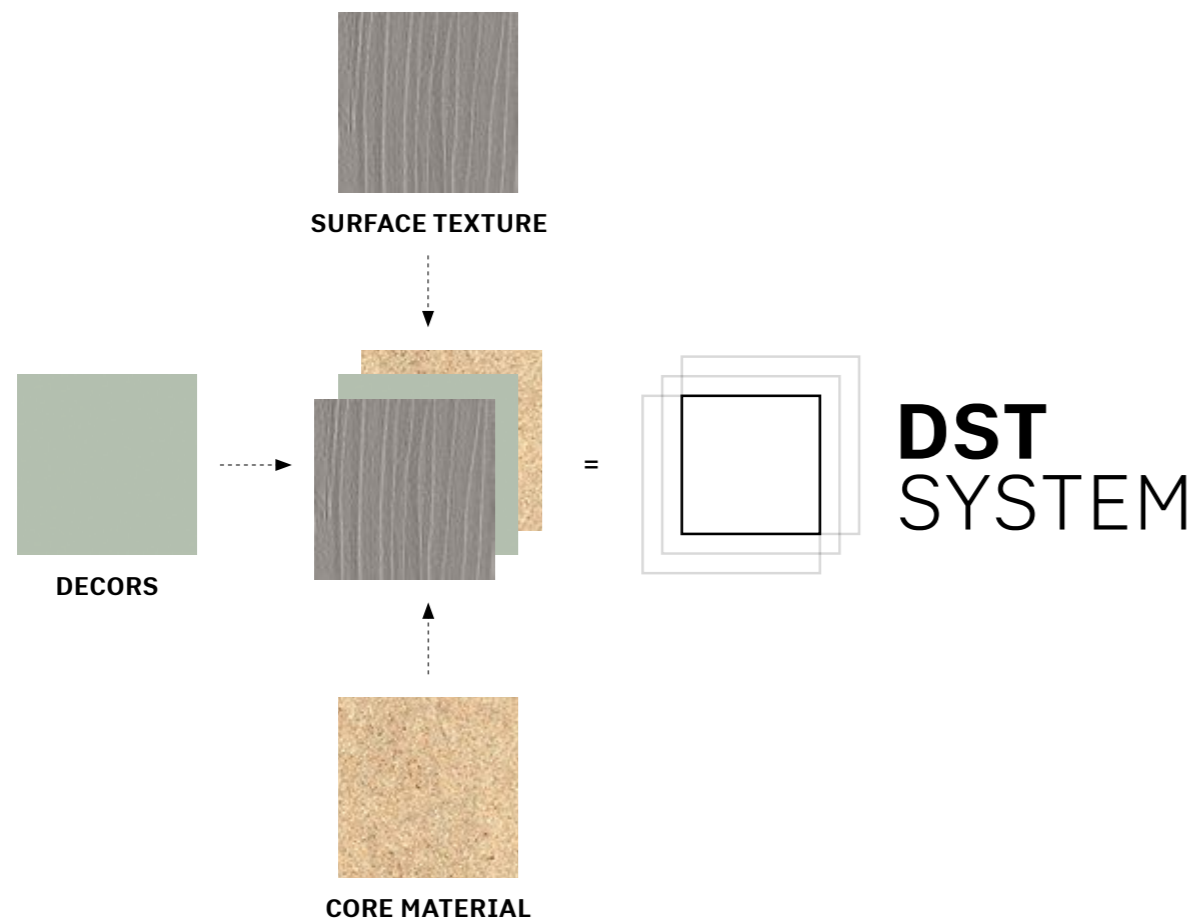 SURFACE TEXTURE
DECORS
=
DST
SYSTEM
CORE MATERIAL